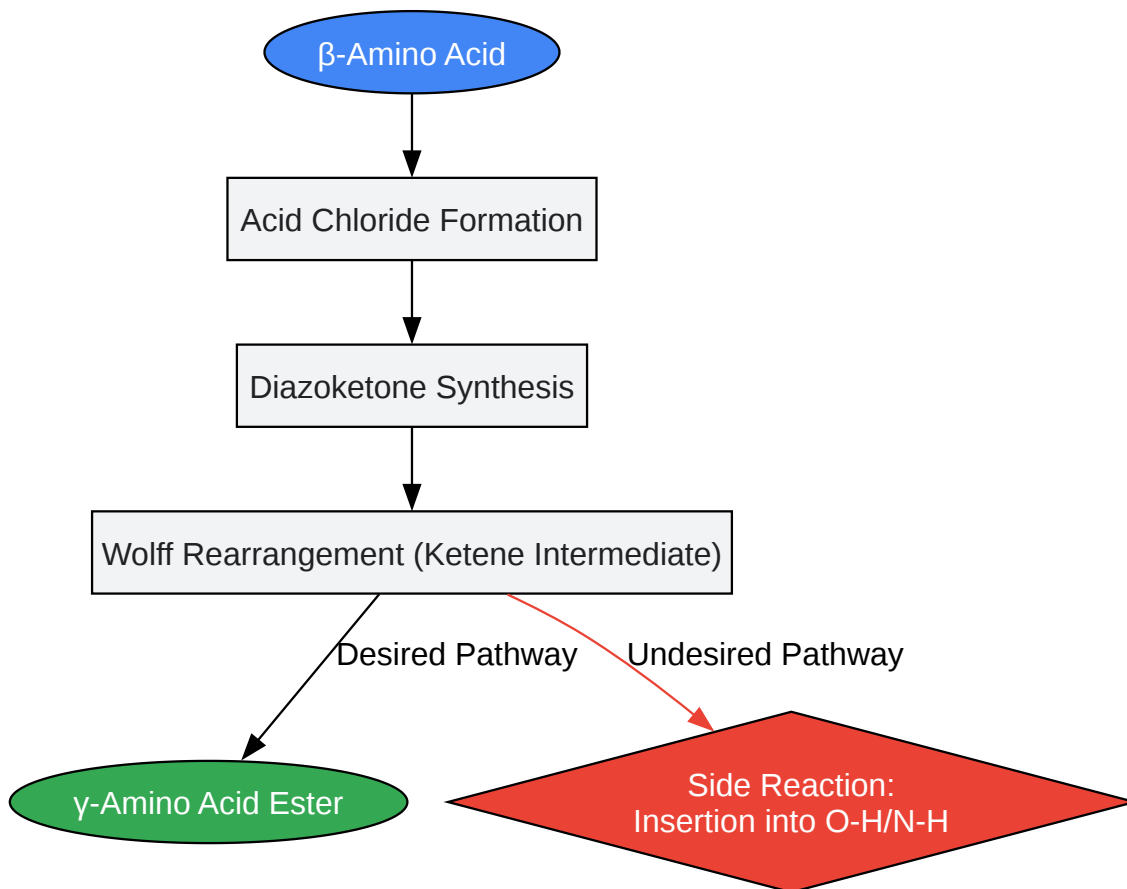 β-Amino Acid
Acid Chloride Formation
Diazoketone Synthesis
Wolff Rearrangement (Ketene Intermediate)
Desired Pathway
Undesired Pathway
γ-Amino Acid Ester
Side Reaction:
Insertion into O-H/N-H